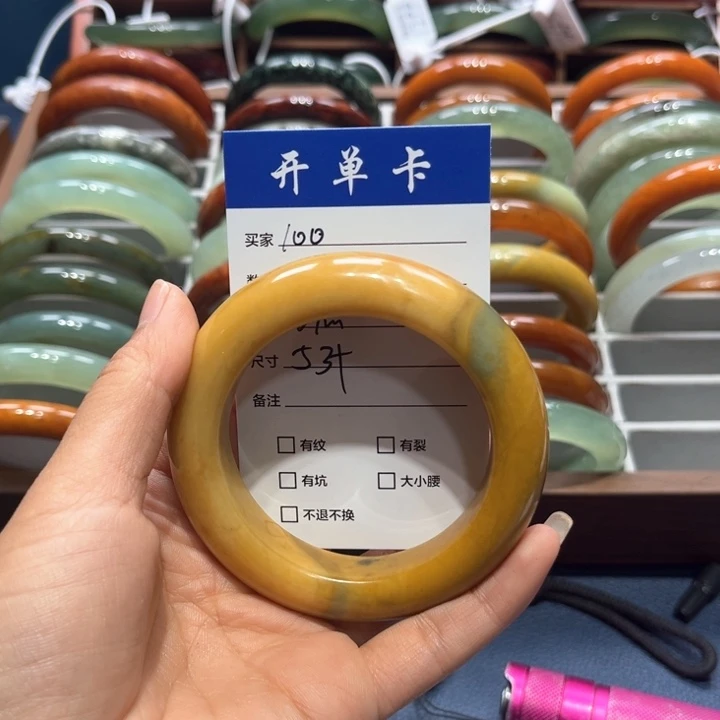 开单卡
买家 100
尺寸 53+
备注
有纹 有裂
有坑 大小腰
不退不换